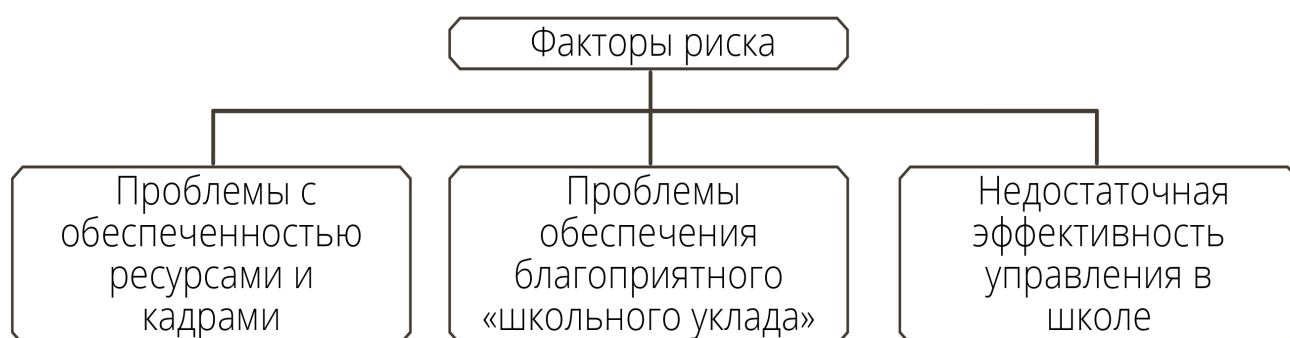 Факторы риска
Проблемы с
обеспеченностью
ресурсами и
кадрами
Проблемы
обеспечения
благоприятного
«школьного уклада»
Недостаточная
эффективность
управления в
школе